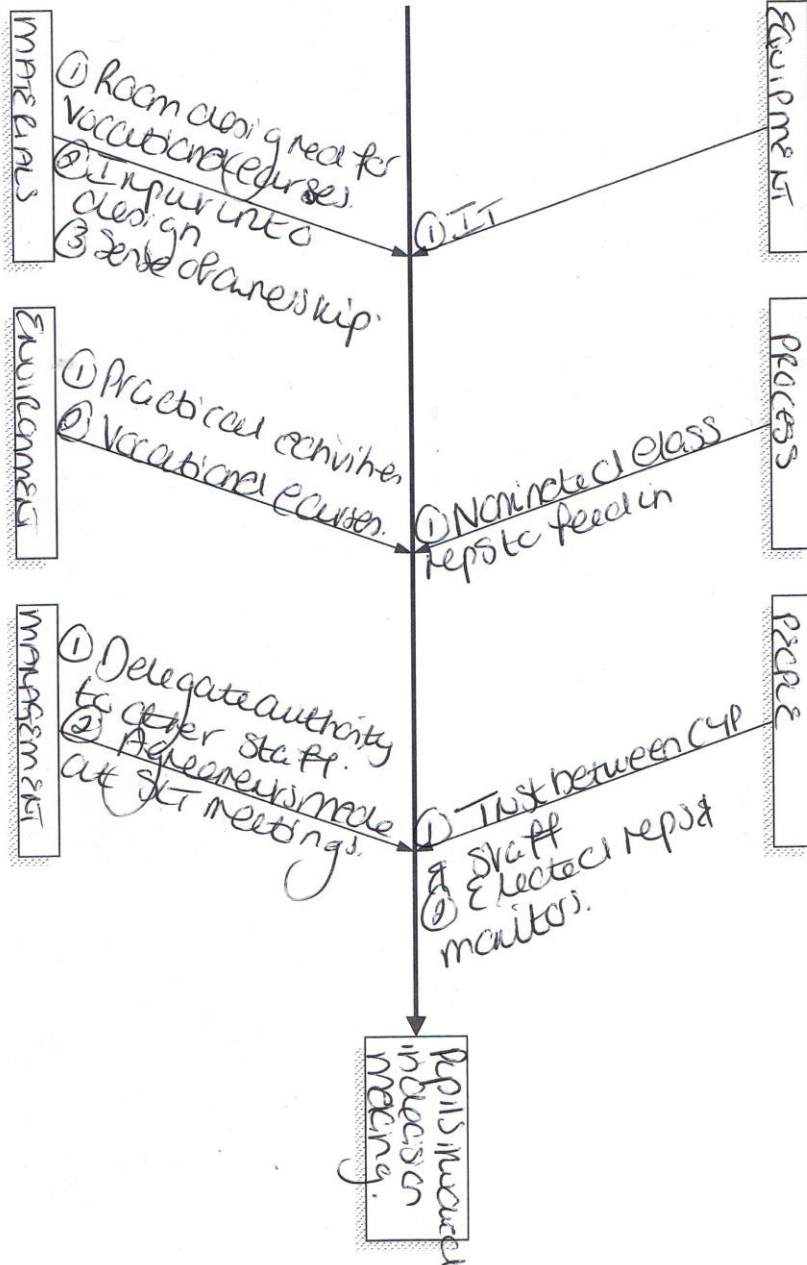 EQUIPMENT
① IT
PROCESS
① Nominated class
reps to feed in
PEOPLE
① Trust between CYP
& staff
② Elected reps &
monitors.
MATERIALS
① Room designed for
vocational courses.
② Input into
design
③ Sense of ownership
ENVIRONMENT
① Practical activities
② Vocational courses.
MANAGEMENT
① Delegate authority
to other staff.
② Agreements made
at SLT meetings.
Pupils involved
in decision
making.